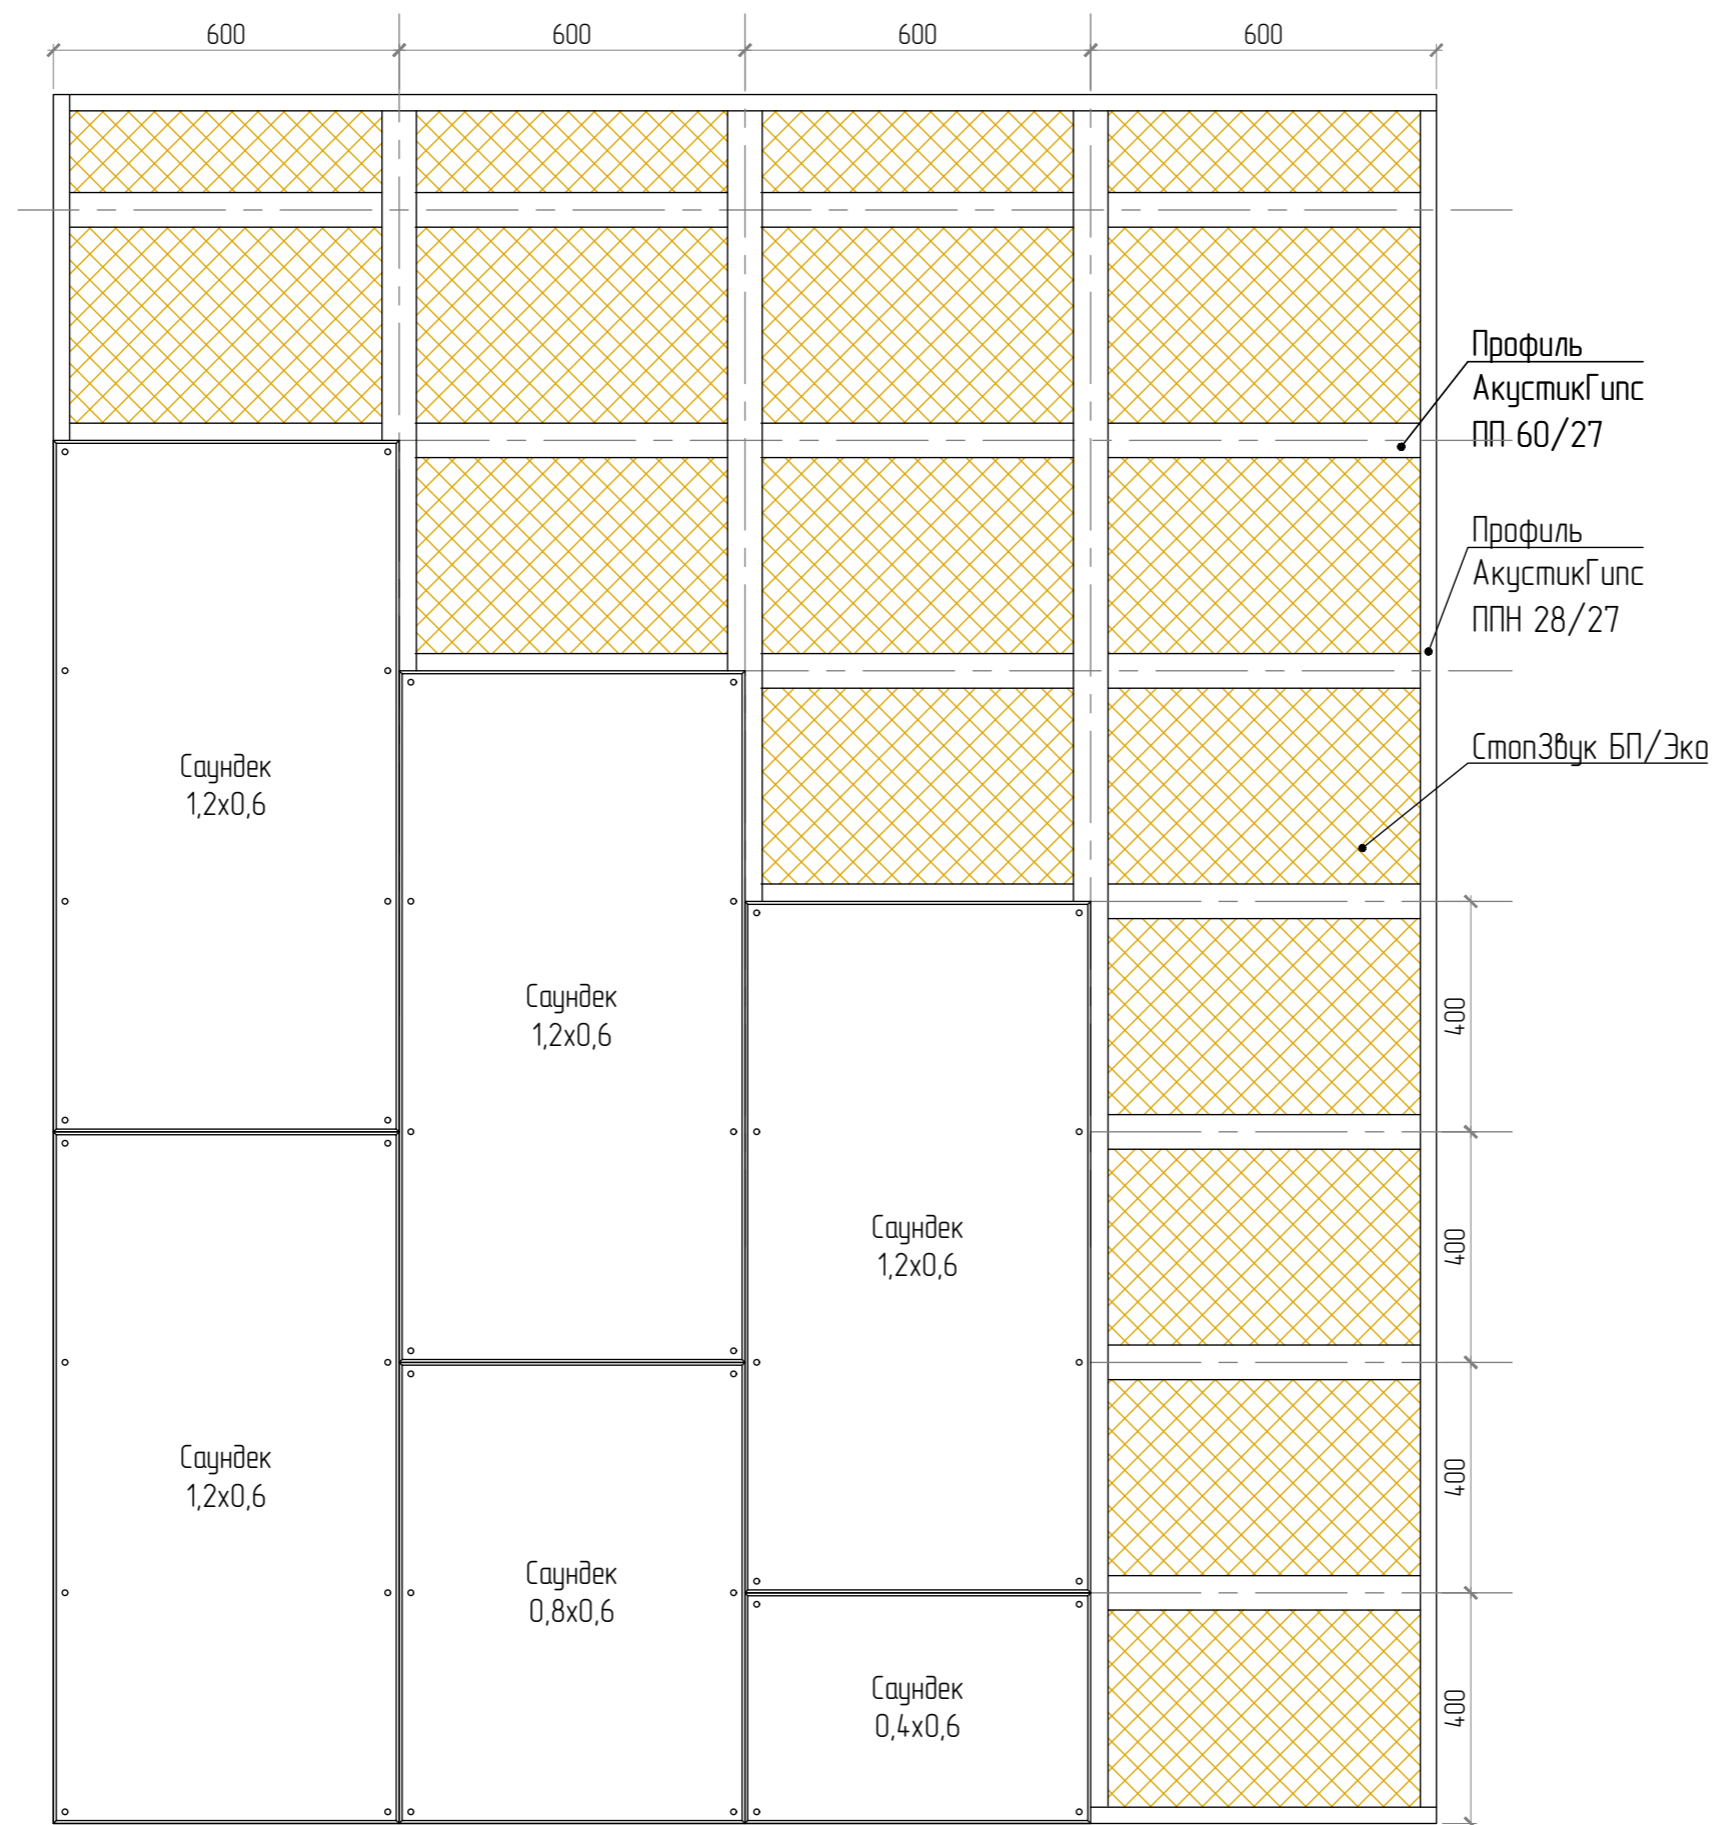 600
600
600
600
Профиль
АкустикГипс
ПП 60/27
Профиль
АкустикГипс
ППН 28/27
СтопЗвук БП/Эко
Саундек
1,2х0,6
Саундек
1,2х0,6
400
Саундек
1,2х0,6
400
Саундек
1,2х0,6
400
Саундек
0,8х0,6
Саундек
0,4х0,6
400